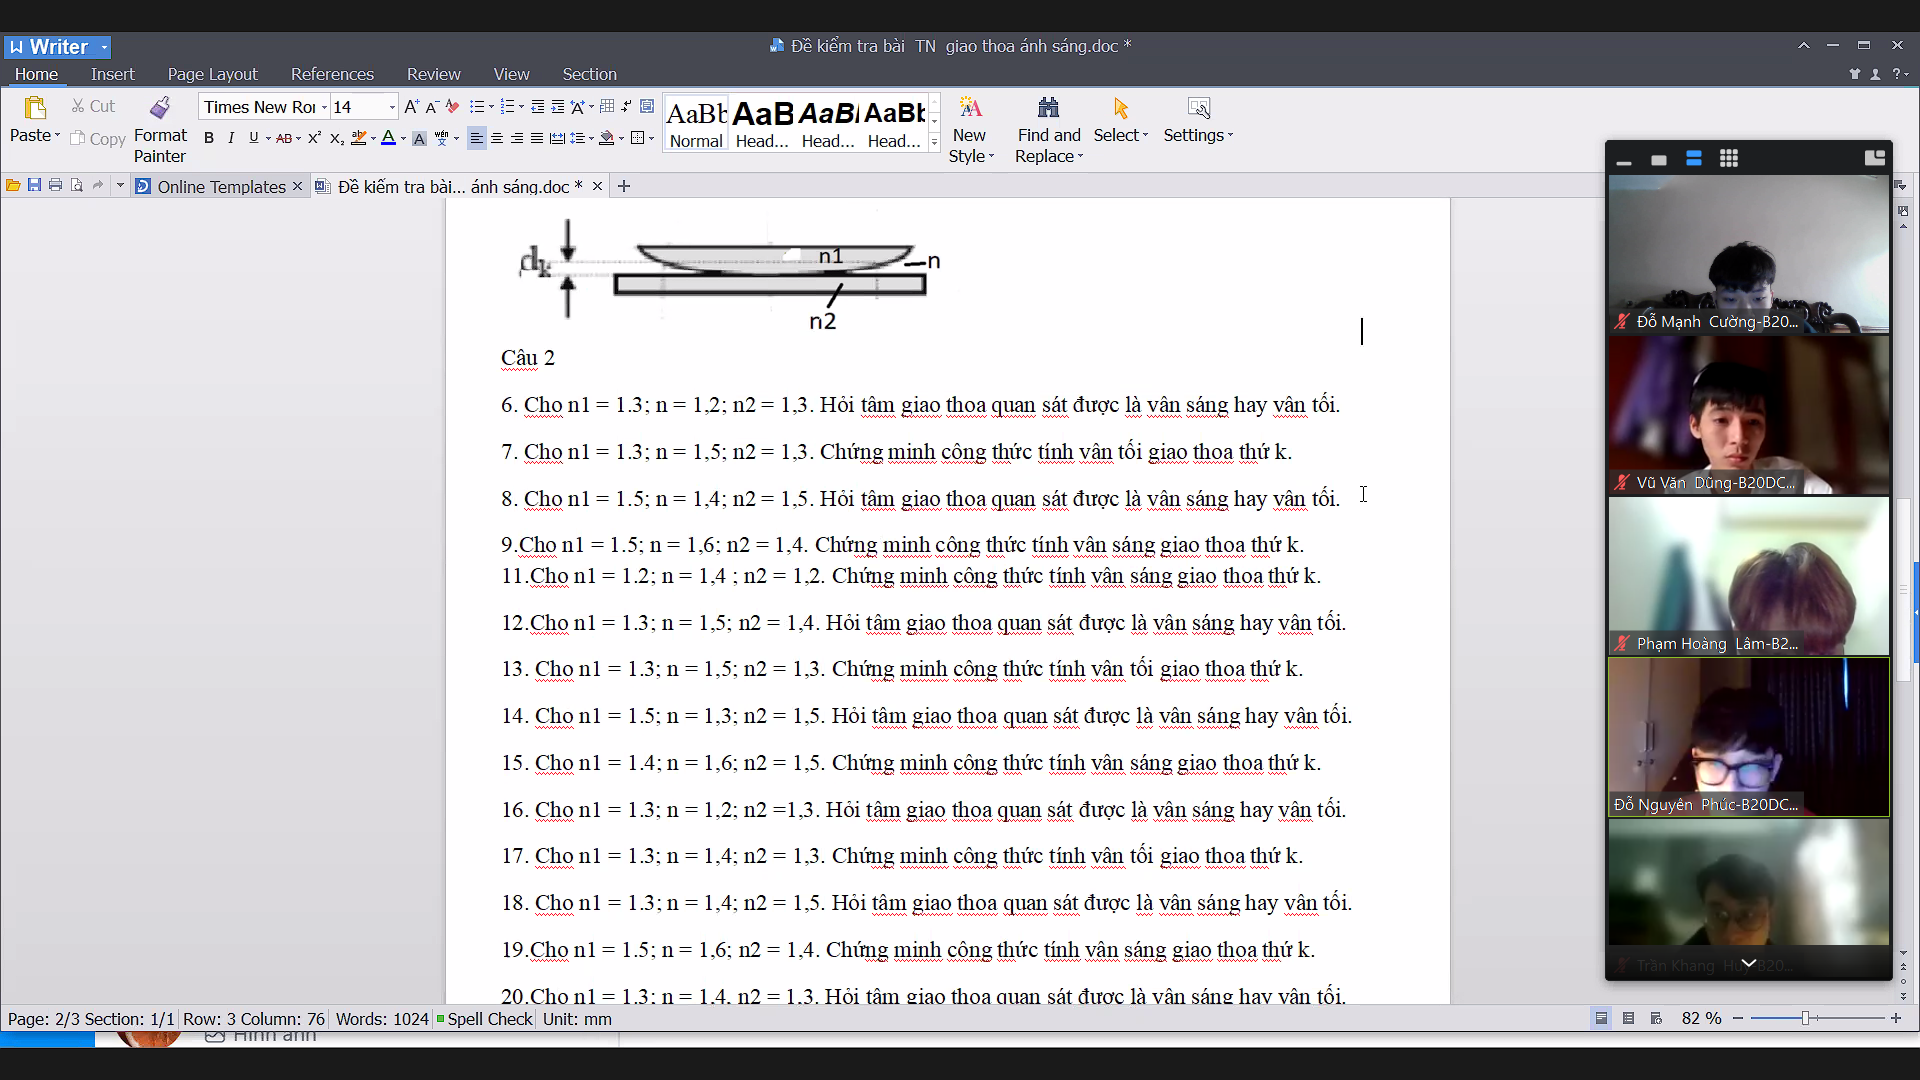 Writer
Đề kiểm tra bài TN giao thoa ánh sáng.doc *
Home Insert Page Layout References Review View Section
Paste Cut Copy Format Painter
Times New Roı 14
AaBb AaB AaB AaBb
Normal Head... Head... Head...
New Style Find and Replace Select Settings
Online Templates Đề kiểm tra bài... ánh sáng.doc *
dk
n1
n
n2
Câu 2
6. Cho n1 = 1.3; n = 1,2; n2 = 1,3. Hỏi tâm giao thoa quan sát được là vân sáng hay vân tối.
7. Cho n1 = 1.3; n = 1,5; n2 = 1,3. Chứng minh công thức tính vân tối giao thoa thứ k.
8. Cho n1 = 1.5; n = 1,4; n2 = 1,5. Hỏi tâm giao thoa quan sát được là vân sáng hay vân tối.
9.Cho n1 = 1.5; n = 1,6; n2 = 1,4. Chứng minh công thức tính vân sáng giao thoa thứ k.
11.Cho n1 = 1.2; n = 1,4 ; n2 = 1,2. Chứng minh công thức tính vân sáng giao thoa thứ k.
12.Cho n1 = 1.3; n = 1,5; n2 = 1,4. Hỏi tâm giao thoa quan sát được là vân sáng hay vân tối.
13. Cho n1 = 1.3; n = 1,5; n2 = 1,3. Chứng minh công thức tính vân tối giao thoa thứ k.
14. Cho n1 = 1.5; n = 1,3; n2 = 1,5. Hỏi tâm giao thoa quan sát được là vân sáng hay vân tối.
15. Cho n1 = 1.4; n = 1,6; n2 = 1,5. Chứng minh công thức tính vân sáng giao thoa thứ k.
16. Cho n1 = 1.3; n = 1,2; n2 =1,3. Hỏi tâm giao thoa quan sát được là vân sáng hay vân tối.
17. Cho n1 = 1.3; n = 1,4; n2 = 1,3. Chứng minh công thức tính vân tối giao thoa thứ k.
18. Cho n1 = 1.3; n = 1,4; n2 = 1,5. Hỏi tâm giao thoa quan sát được là vân sáng hay vân tối.
19.Cho n1 = 1.5; n = 1,6; n2 = 1,4. Chứng minh công thức tính vân sáng giao thoa thứ k.
20.Cho n1 = 1.3; n = 1,4, n2 = 1,3. Hỏi tâm giao thoa quan sát được là vân sáng hay vân tối.
Đỗ Mạnh Cường-B20...
Vũ Văn Dũng-B20DC...
Phạm Hoàng Lâm-B2...
Đỗ Nguyên Phúc-B20DC...
Trần Khang Huy-B20...
Page: 2/3 Section: 1/1 Row: 3 Column: 76 Words: 1024 Spell Check Unit: mm
82 %
Hình ảnh